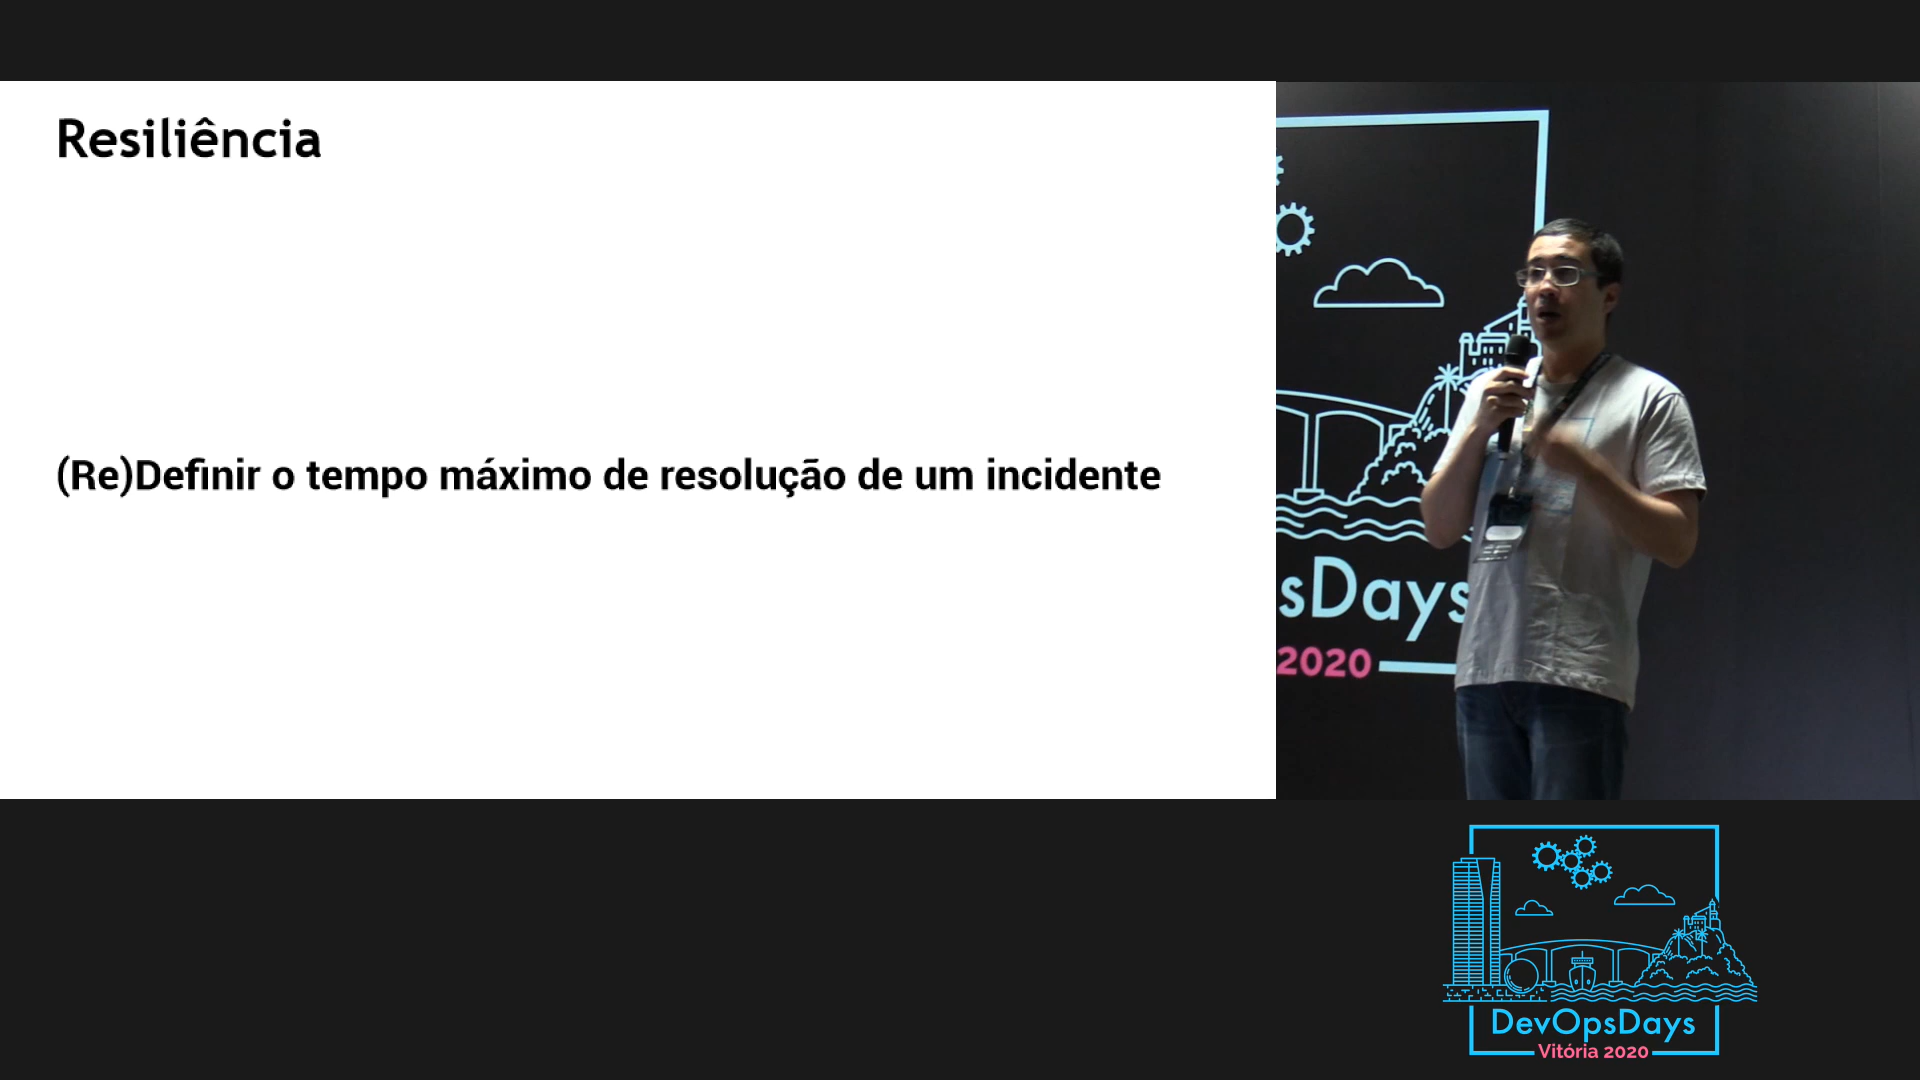 Resiliência
(Re)Definir o tempo máximo de resolução de um incidente
sDays
2020
DevOpsDays
Vitória 2020